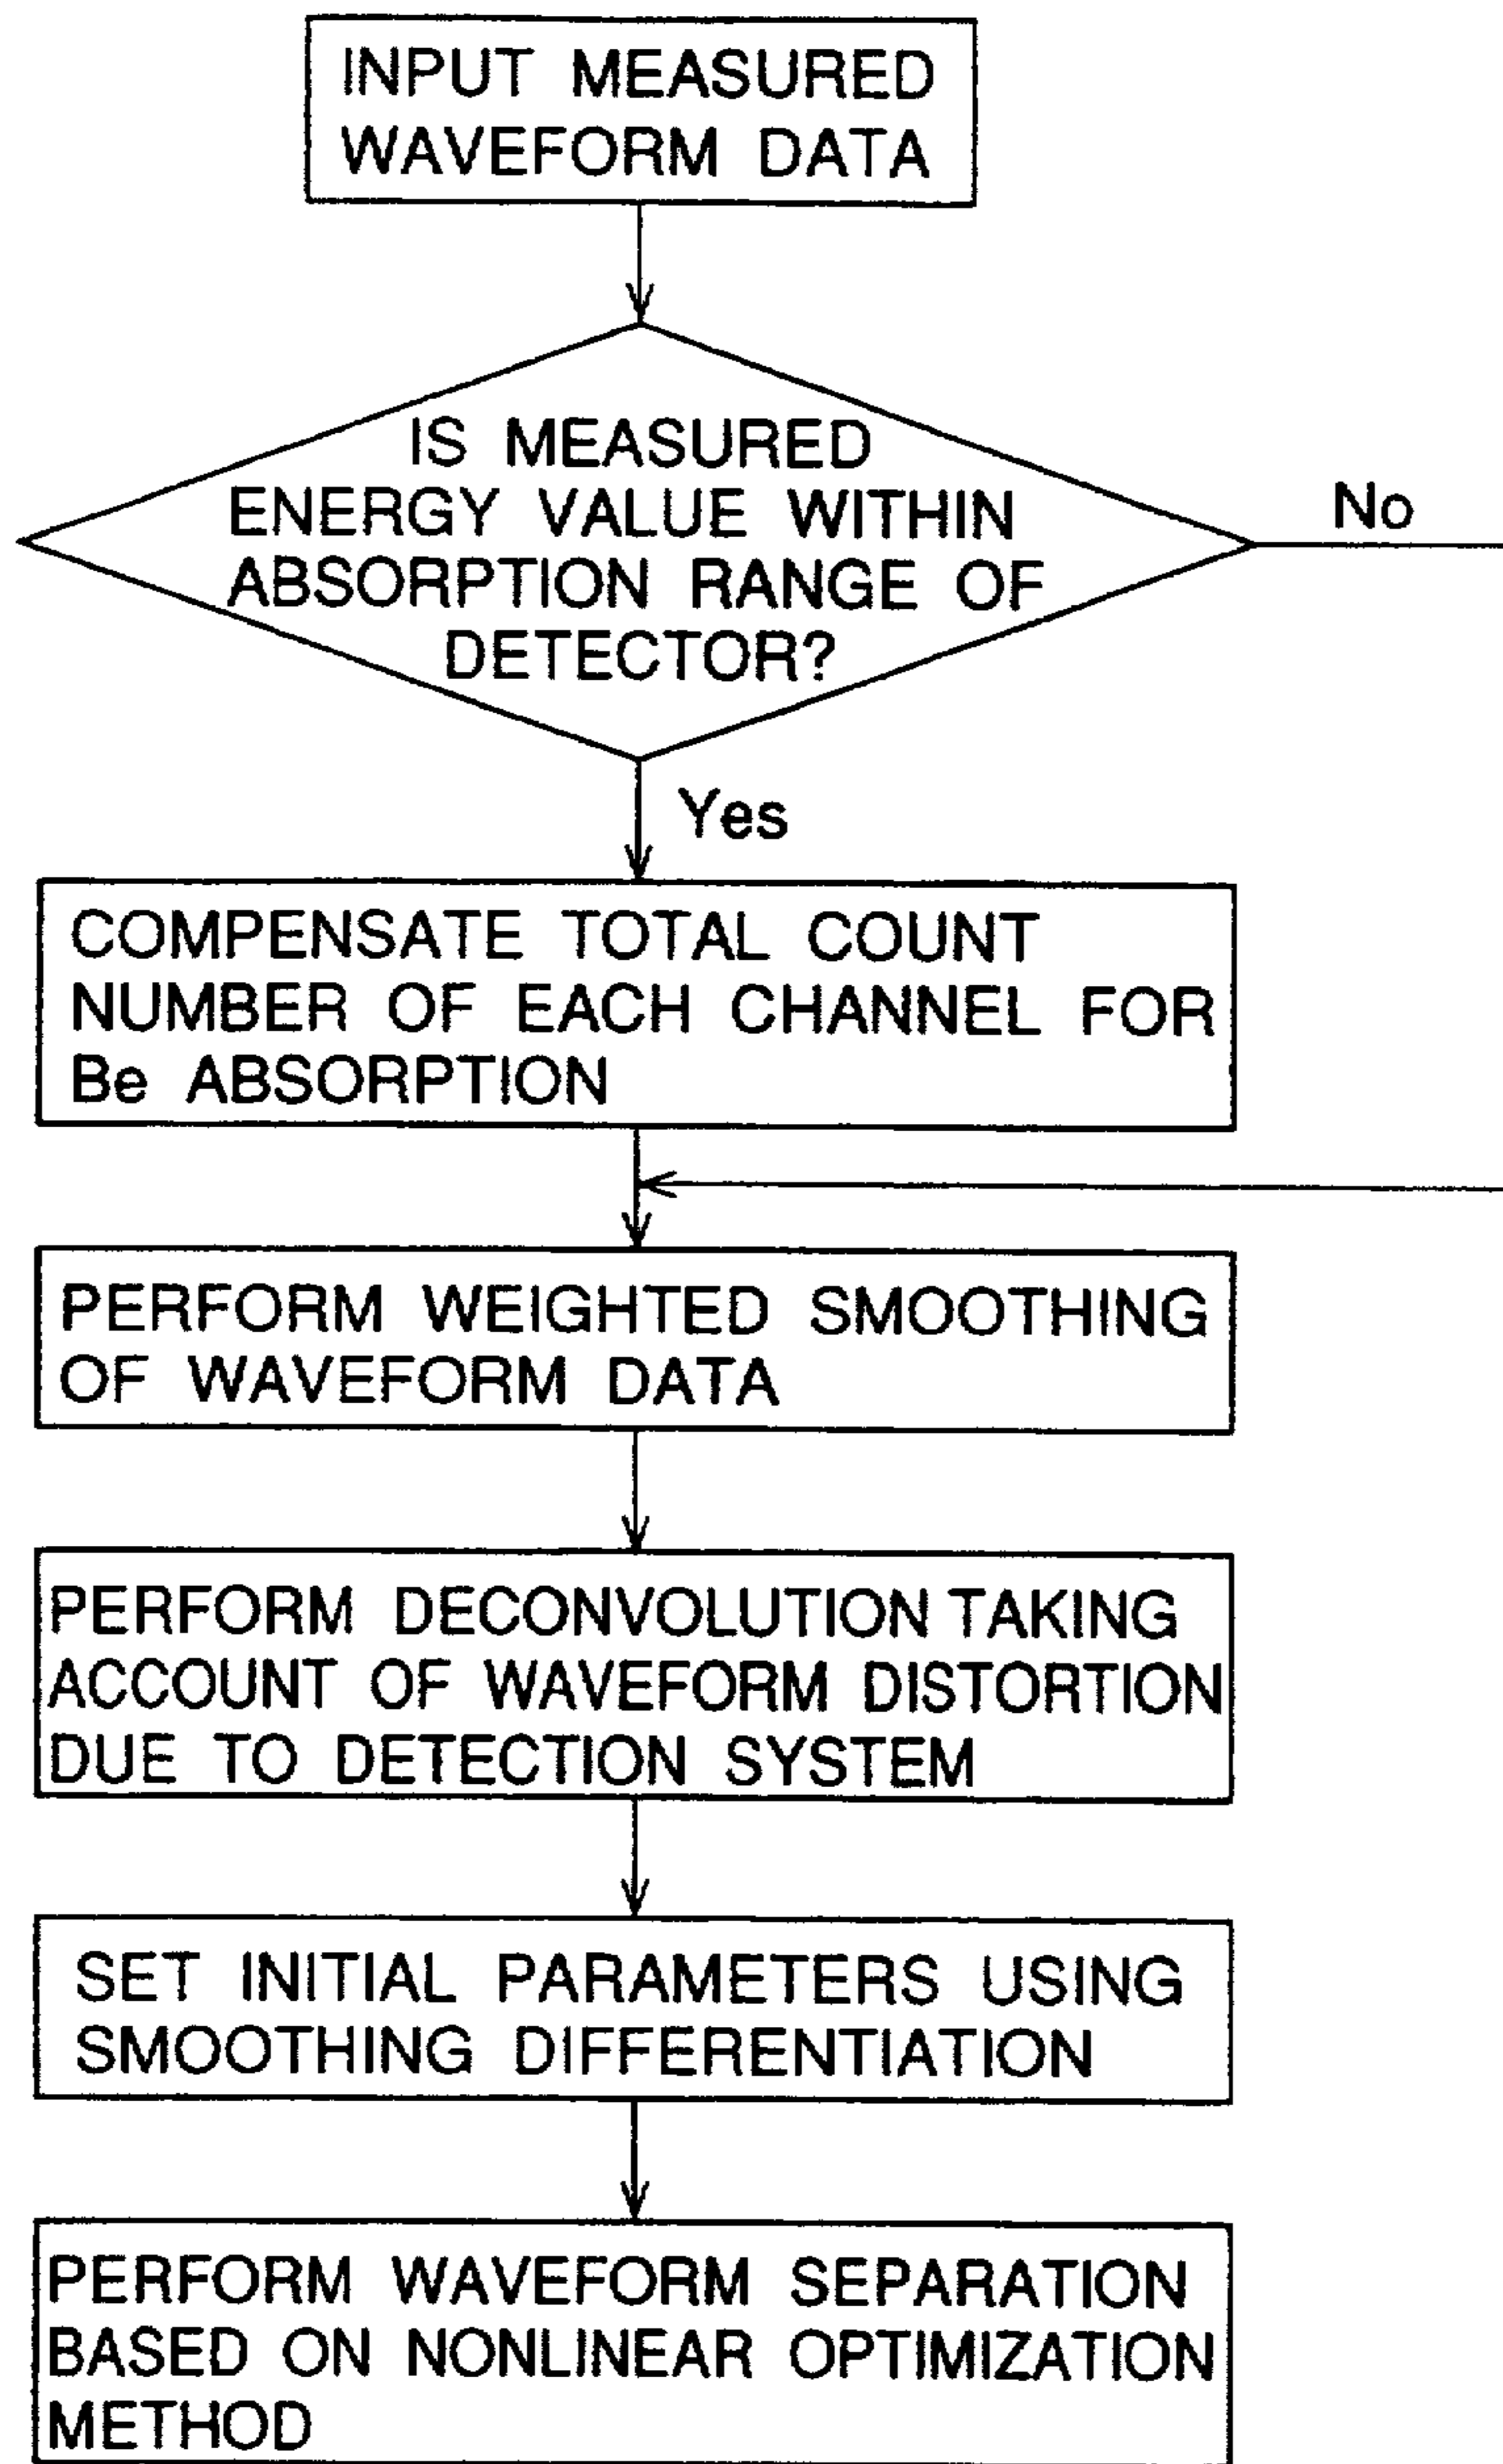 INPUT MEASURED
WAVEFORM DATA
IS MEASURED
ENERGY VALUE WITHIN
ABSORPTION RANGE OF
DETECTOR?
No
Yes
COMPENSATE TOTAL COUNT
NUMBER OF EACH CHANNEL FOR
Be ABSORPTION
PERFORM WEIGHTED SMOOTHING
OF WAVEFORM DATA
PERFORM DECONVOLUTION TAKING
ACCOUNT OF WAVEFORM DISTORTION
DUE TO DETECTION SYSTEM
SET INITIAL PARAMETERS USING
SMOOTHING DIFFERENTIATION
PERFORM WAVEFORM SEPARATION
BASED ON NONLINEAR OPTIMIZATION
METHOD